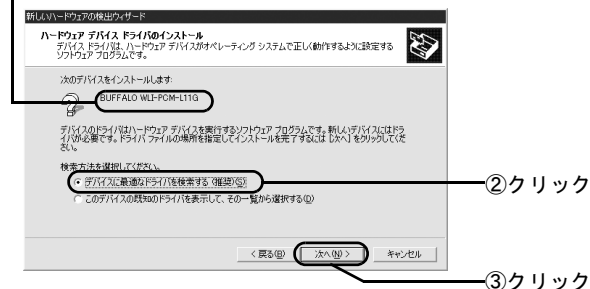 新しいハードウェアの検出ウィザード
ハードウェア デバイス ドライバのインストール
デバイス ドライバは、ハードウェア デバイスがオペレーティング システムで正しく動作するように設定する
ソフトウェア プログラムです。
次のデバイスをインストールします:
BUFFALO WLI-PCM-L11G
デバイスのドライバはハードウェア デバイスを実行するソフトウェア プログラムです。新しいデバイスにはドラ
イバが必要です。ドライバ ファイルの場所を指定してインストールを完了するには [次へ] をクリックしてくだ
さい。
検索方法を選択してください。
デバイスに最適なドライバを検索する (推奨)(S)
②クリック
このデバイスの既知のドライバを表示して、その一覧から選択する(D)
< 戻る(B)
次へ(N) >
キャンセル
③クリック